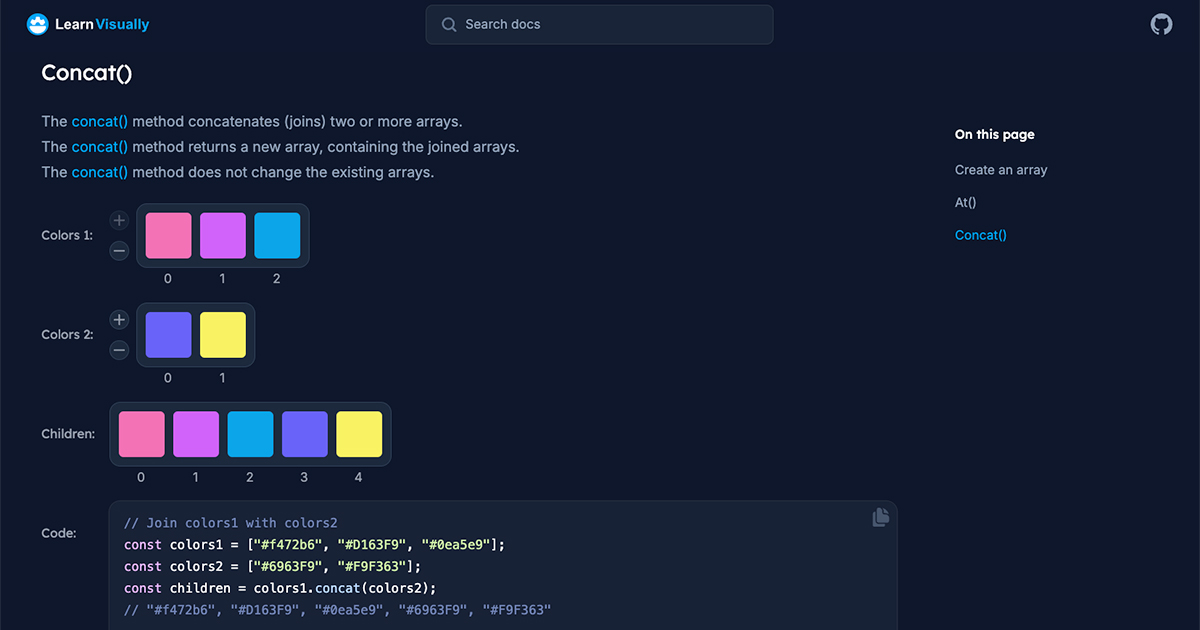 LearnVisually
Search docs
Concat()
The concat() method concatenates (joins) two or more arrays.
The concat() method returns a new array, containing the joined arrays.
The concat() method does not change the existing arrays.
On this page
Create an array
At()
Concat()
Colors 1:
0 1 2
Colors 2:
0 1
Children:
0 1 2 3 4
Code:
// Join colors1 with colors2
const colors1 = ["#f472b6", "#D163F9", "#0ea5e9"];
const colors2 = ["#6963F9", "#F9F363"];
const children = colors1.concat(colors2);
// "#f472b6", "#D163F9", "#0ea5e9", "#6963F9", "#F9F363"